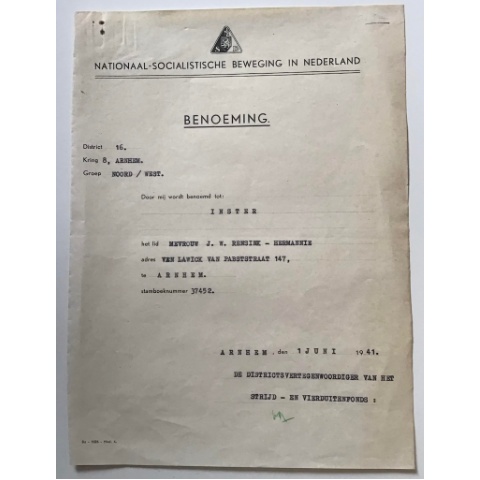 NATIONAAL-SOCIALISTISCHE BEWEGING IN NEDERLAND
BENOEMING.
District 16.
Kring 8, ARNHEM.
Groep NOORD / WEST.
Door mij wordt benoemd tot:
INSTER
het lid MEVROUW J. W. RENSINK - HERMANNIE
adres VEN LAWICK VAN PABSTSTRAAT 147,
te ARNHEM.
stamboeknummer 37452.
ARNHEM, den 1 JUNI 1941.
DE DISTRICTSVERTEGENWOORDIGER VAN HET
STRIJD - EN VIERDUITENFONDS :